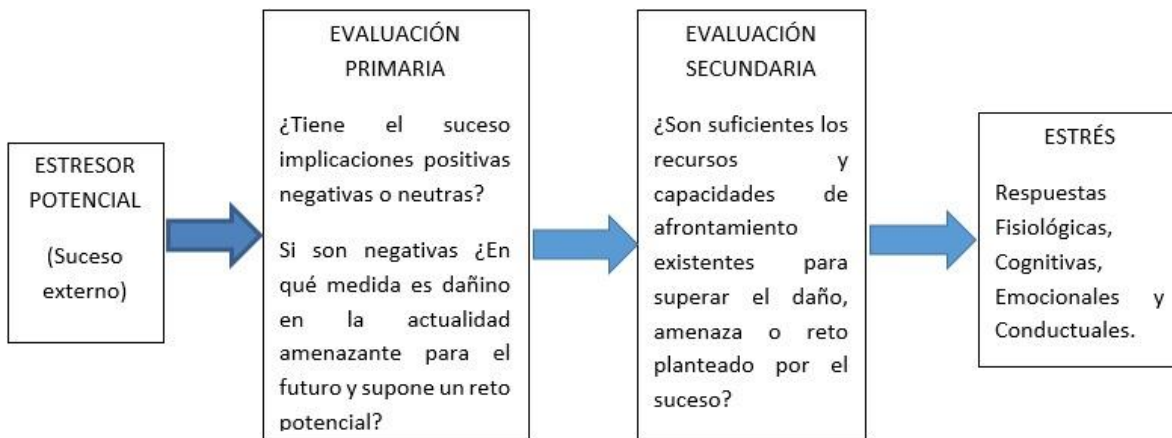 ESTRESOR
POTENCIAL
(Suceso
externo)
EVALUACIÓN
PRIMARIA
¿Tiene el suceso
implicaciones positivas
negativas o neutras?
Si son negativas ¿En
qué medida es dañino
en la actualidad
amenazante para el
futuro y supone un reto
potencial?
EVALUACIÓN
SECUNDARIA
¿Son suficientes los
recursos y
capacidades de
afrontamiento
existentes para
superar el daño,
amenaza o reto
planteado por el
suceso?
ESTRÉS
Respuestas
Fisiológicas,
Cognitivas,
Emocionales y
Conductuales.